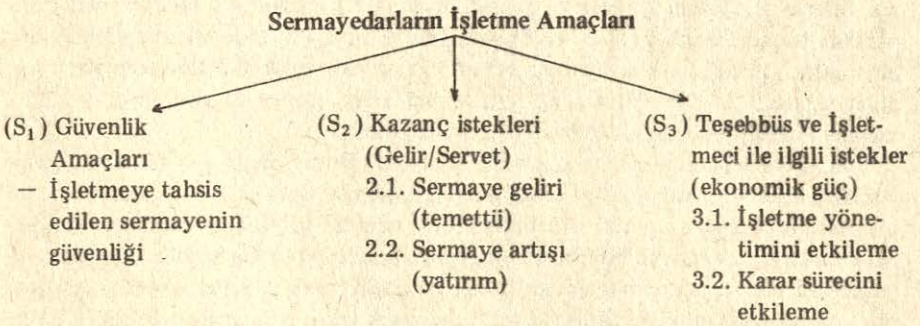 Sermayedarların İşletme Amaçları
(S₁) Güvenlik
Amaçları
— İşletmeye tahsis
edilen sermayenin
güvenliği
(S₂) Kazanç istekleri
(Gelir/Servet)
2.1. Sermaye geliri
(temettü)
2.2. Sermaye artışı
(yatırım)
(S₃) Teşebbüs ve İşlet-
meci ile ilgili istekler
(ekonomik güç)
3.1. İşletme yöne-
timini etkileme
3.2. Karar sürecini
etkileme